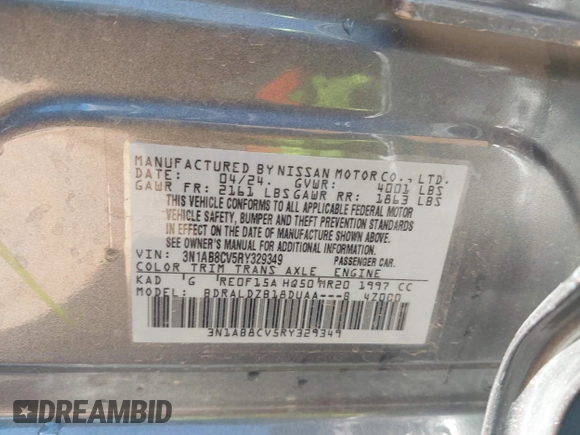 MANUFACTURED BY NISSAN MOTOR CO., LTD.
DATE: 04/24. GVWR: 4001 LBS
GAWR FR: 2161 LBS GAWR RR: 1863 LBS
THIS VEHICLE CONFORMS TO ALL APPLICABLE FEDERAL MOTOR
VEHICLE SAFETY, BUMPER AND THEFT PREVENTION STANDARDS
IN EFFECT ON THE DATE OF MANUFACTURE SHOWN ABOVE.
SEE OWNER'S MANUAL FOR ADDITIONAL INFORMATION.
VIN: 3N1AB8CV5RY329349 PASSENGER CAR.
COLOR TRIM TRANS AXLE ENGINE
KAD G RE0F15A HQ50 MR20 1997 CC
MODEL: BDRALDZB18DUAA---B 4Z000
3N1AB8CV5RY329349
DREAMBID